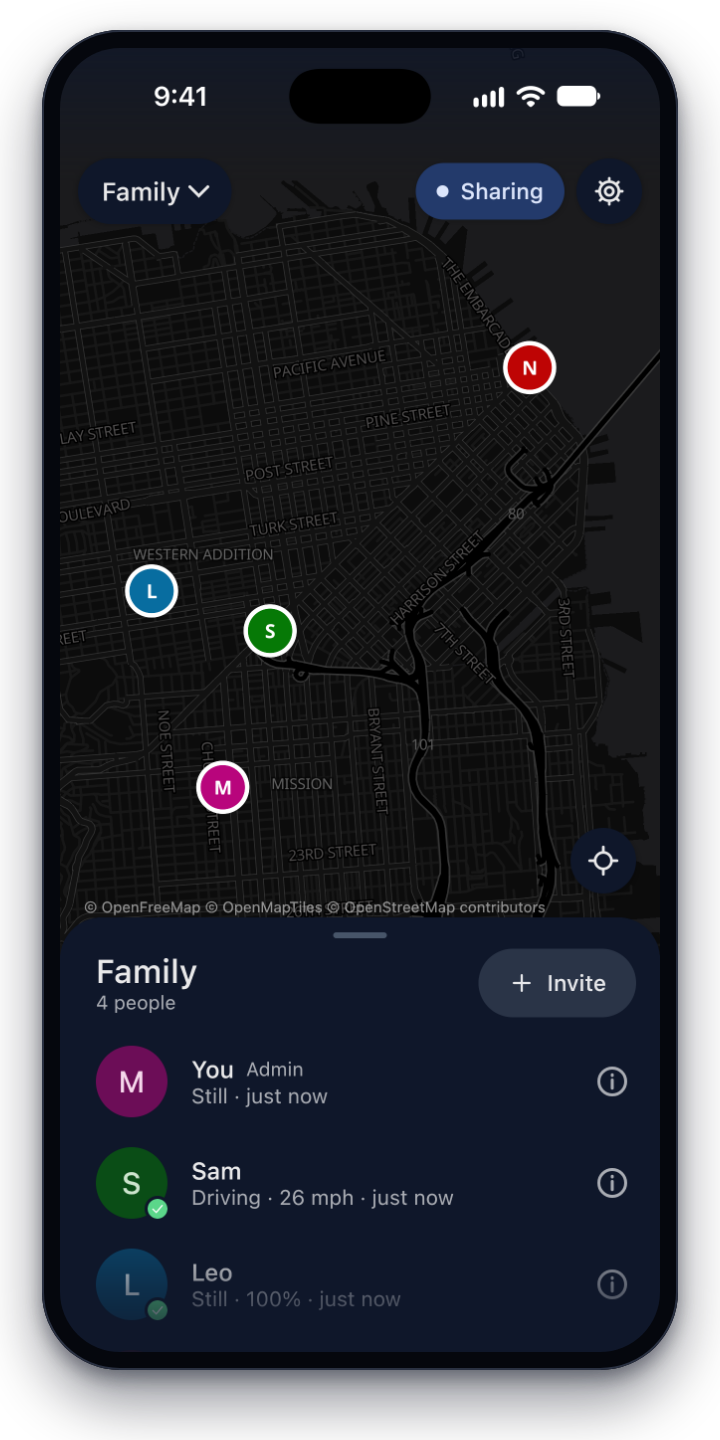 9:41
Family
Sharing
THE EMBARCAD
N
PACIFIC AVENUE
PINE STREET
LAY STREET
POST STREET
OULEVARD
80
TURK STREET
WESTERN ADDITION
HARRISON STREET
L
3RD STREET
S
REET
7TH STREET
NOE STREET
BRYANT STREET
101
M
MISSION
TREET
23RD STREET
© OpenFreeMap © OpenMapTiles © OpenStreetMap contributors
Family
4 people
+ Invite
M
You Admin
Still · just now
S
Sam
Driving · 26 mph · just now
L
Leo
Still · 100% · just now